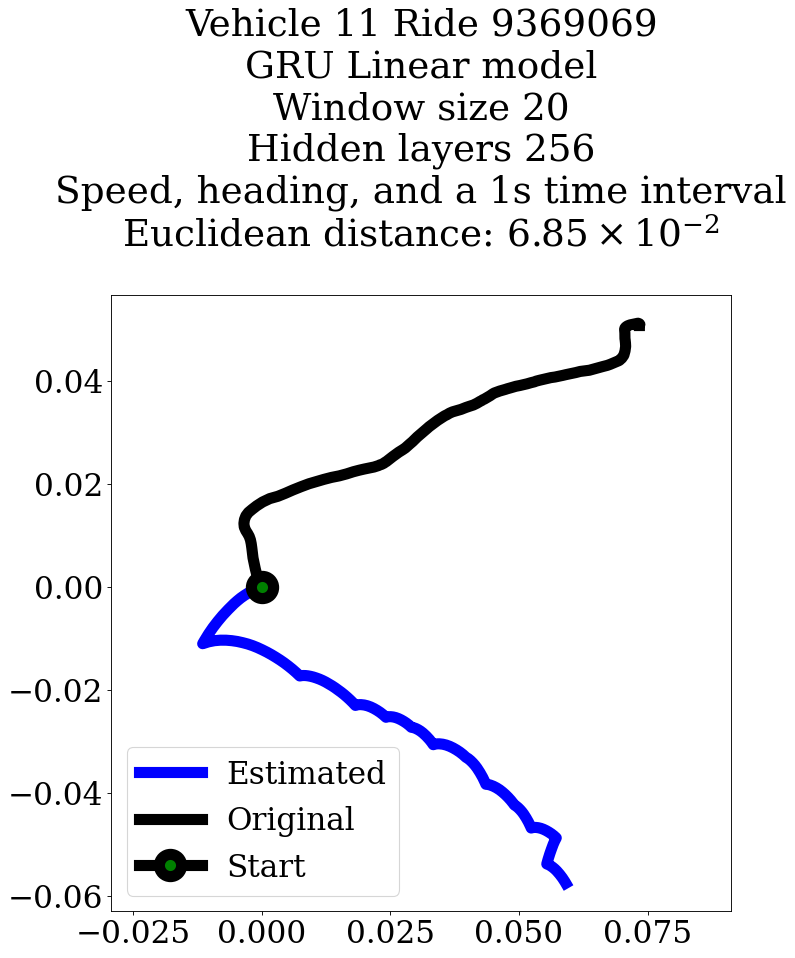 Vehicle 11 Ride 9369069
GRU Linear model
Window size 20
Hidden layers 256
Speed, heading, and a 1s time interval
Euclidean distance: 6.85 × 10⁻²
0.04
0.02
0.00
−0.02
−0.04
−0.06
Estimated
Original
Start
−0.025 0.000 0.025 0.050 0.075